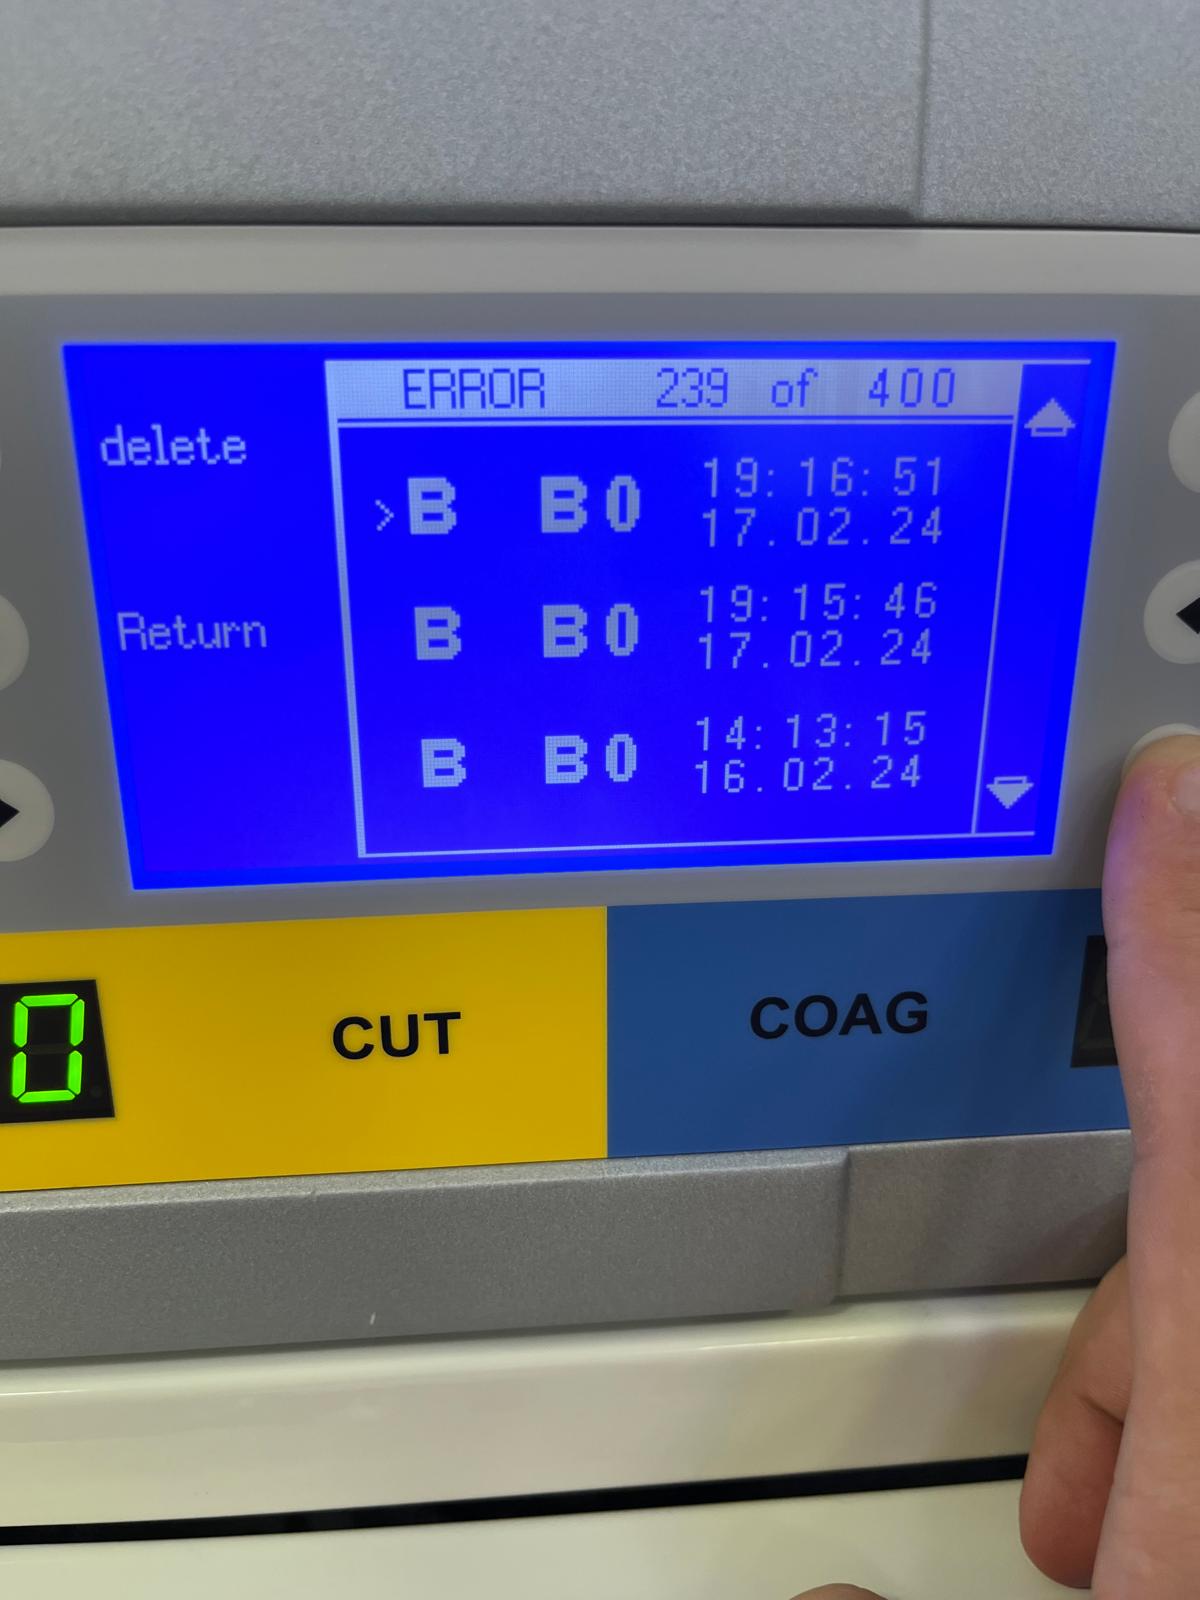 ERROR 239 of 400
delete
>B B0 19:16:51
17.02.24
Return
B B0 19:15:46
17.02.24
B B0 14:13:15
16.02.24
0
CUT
COAG